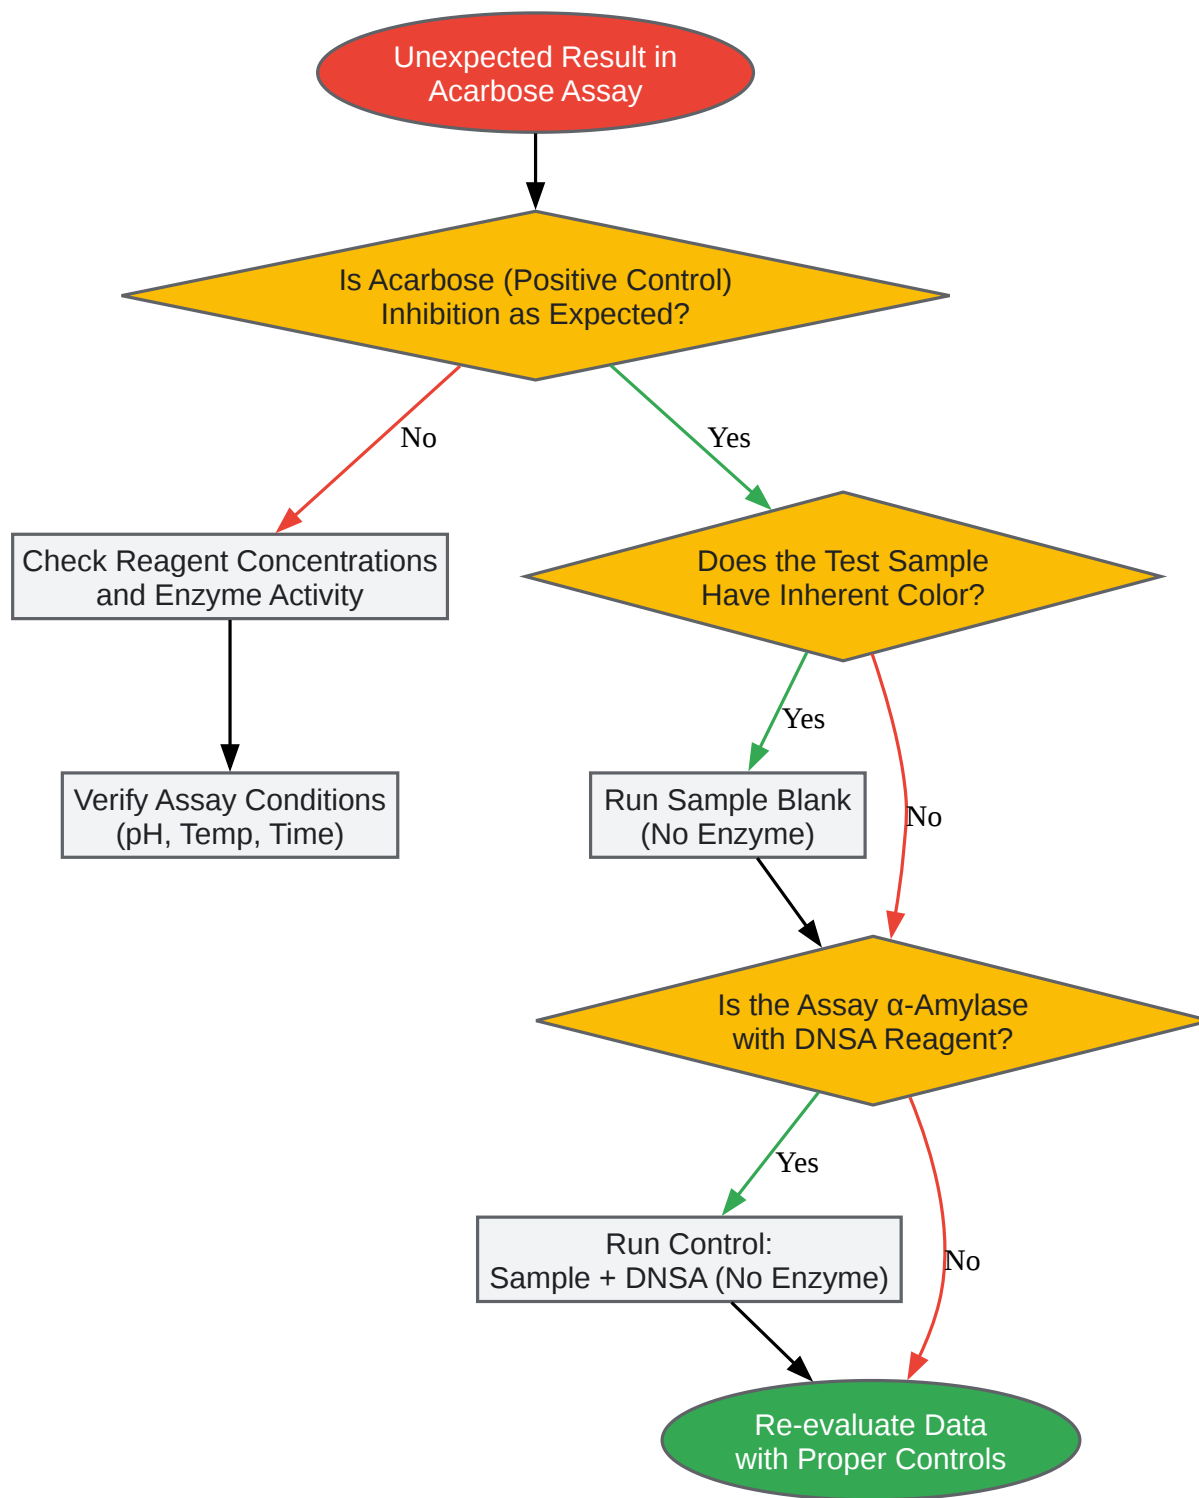 Unexpected Result in
Acarbose Assay
Is Acarbose (Positive Control)
Inhibition as Expected?
No
Yes
Check Reagent Concentrations
and Enzyme Activity
Does the Test Sample
Have Inherent Color?
Yes
No
Verify Assay Conditions
(pH, Temp, Time)
Run Sample Blank
(No Enzyme)
Is the Assay α-Amylase
with DNSA Reagent?
Yes
No
Run Control:
Sample + DNSA (No Enzyme)
Re-evaluate Data
with Proper Controls